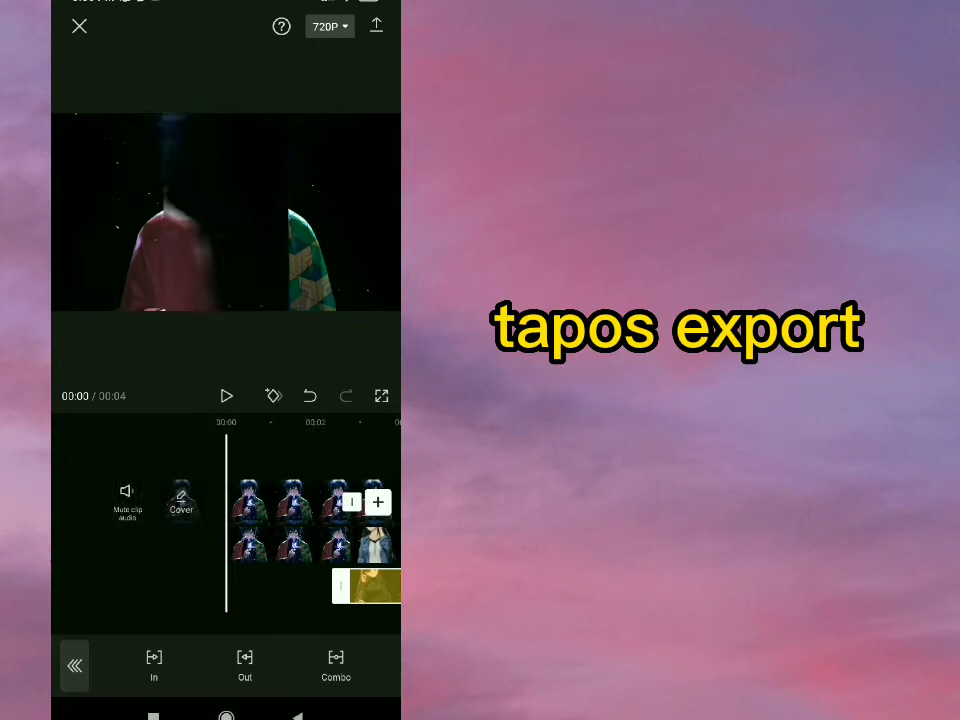 720P
tapos export
00:00 / 00:04
00:00
00:02
Mute clip
audio
Cover
In
Out
Combo